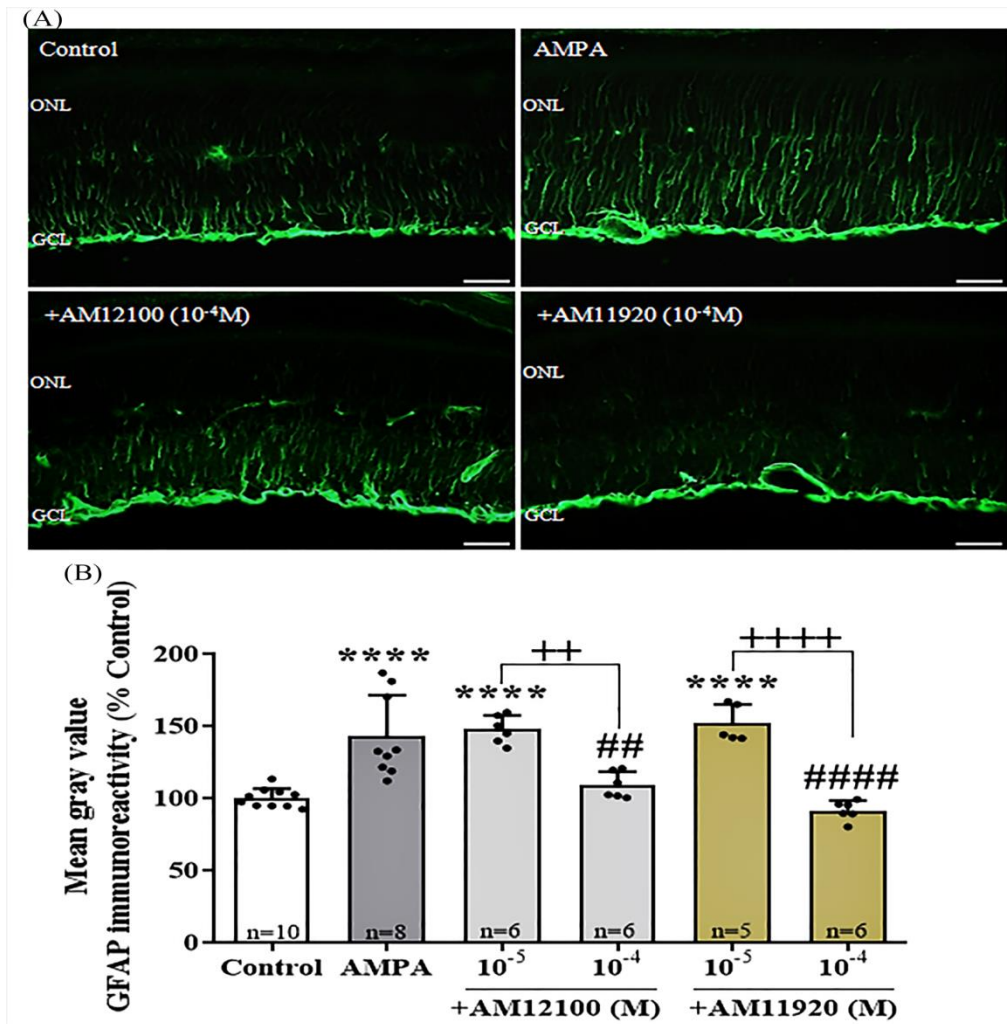 (A)
Control
ONL
GCL
AMPA
ONL
GCL
+AM12100 (10⁻⁴M)
ONL
GCL
+AM11920 (10⁻⁴M)
ONL
GCL
(B)
Mean gray value
GFAP immunoreactivity (% Control)
200
150
100
50
0
****
****
++
##
****
++++
####
n=10
n=8
n=6
n=6
n=5
n=6
Control
AMPA
10⁻⁵
10⁻⁴
10⁻⁵
10⁻⁴
+AM12100 (M)
+AM11920 (M)